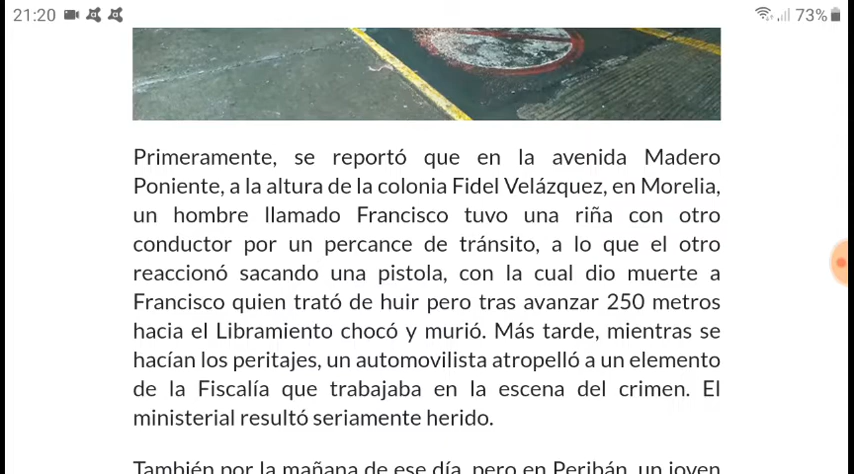 21:20
73%
Primeramente, se reportó que en la avenida Madero
Poniente, a la altura de la colonia Fidel Velázquez, en Morelia,
un hombre llamado Francisco tuvo una riña con otro
conductor por un percance de tránsito, a lo que el otro
reaccionó sacando una pistola, con la cual dio muerte a
Francisco quien trató de huir pero tras avanzar 250 metros
hacia el Libramiento chocó y murió. Más tarde, mientras se
hacían los peritajes, un automovilista atropelló a un elemento
de la Fiscalía que trabajaba en la escena del crimen. El
ministerial resultó seriamente herido.
También por la mañana de ese día, pero en Peribán, un joven